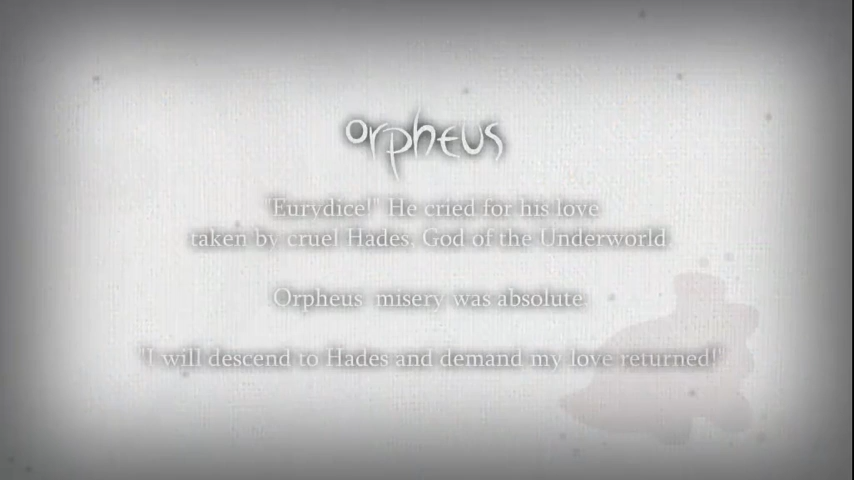 orpheus
"Eurydice!" He cried for his love
taken by cruel Hades, God of the Underworld.
Orpheus' misery was absolute.
"I will descend to Hades and demand my love returned!"